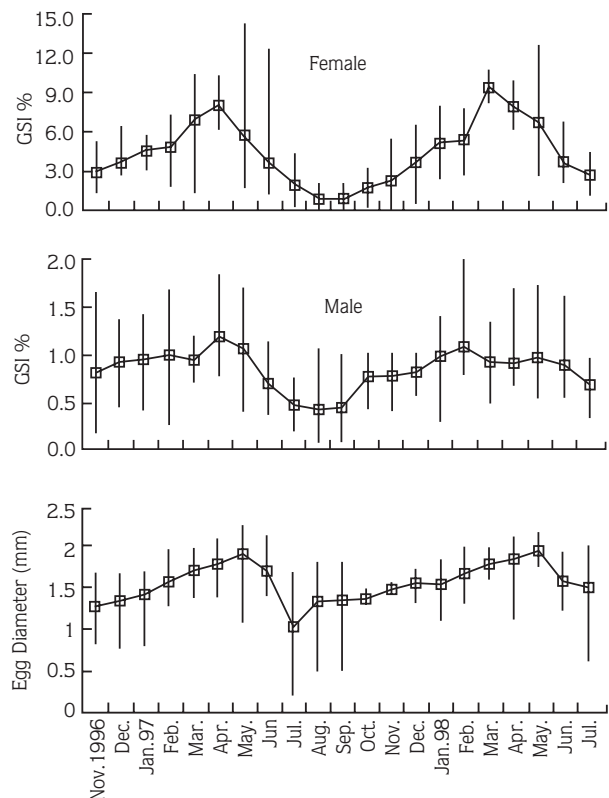 15.0
12.0
9.0
6.0
3.0
0.0
GSI %
Female
2.0
1.5
1.0
0.5
0.0
GSI %
Male
2.5
2
1.5
1
0.5
0
Egg Diameter (mm)
Nov. 1996
Dec.
Jan.97
Feb.
Mar.
Apr.
May.
Jun
Jul.
Aug.
Sep.
Oct.
Nov.
Dec.
Jan.98
Feb.
Mar.
Apr.
May.
Jun.
Jul.